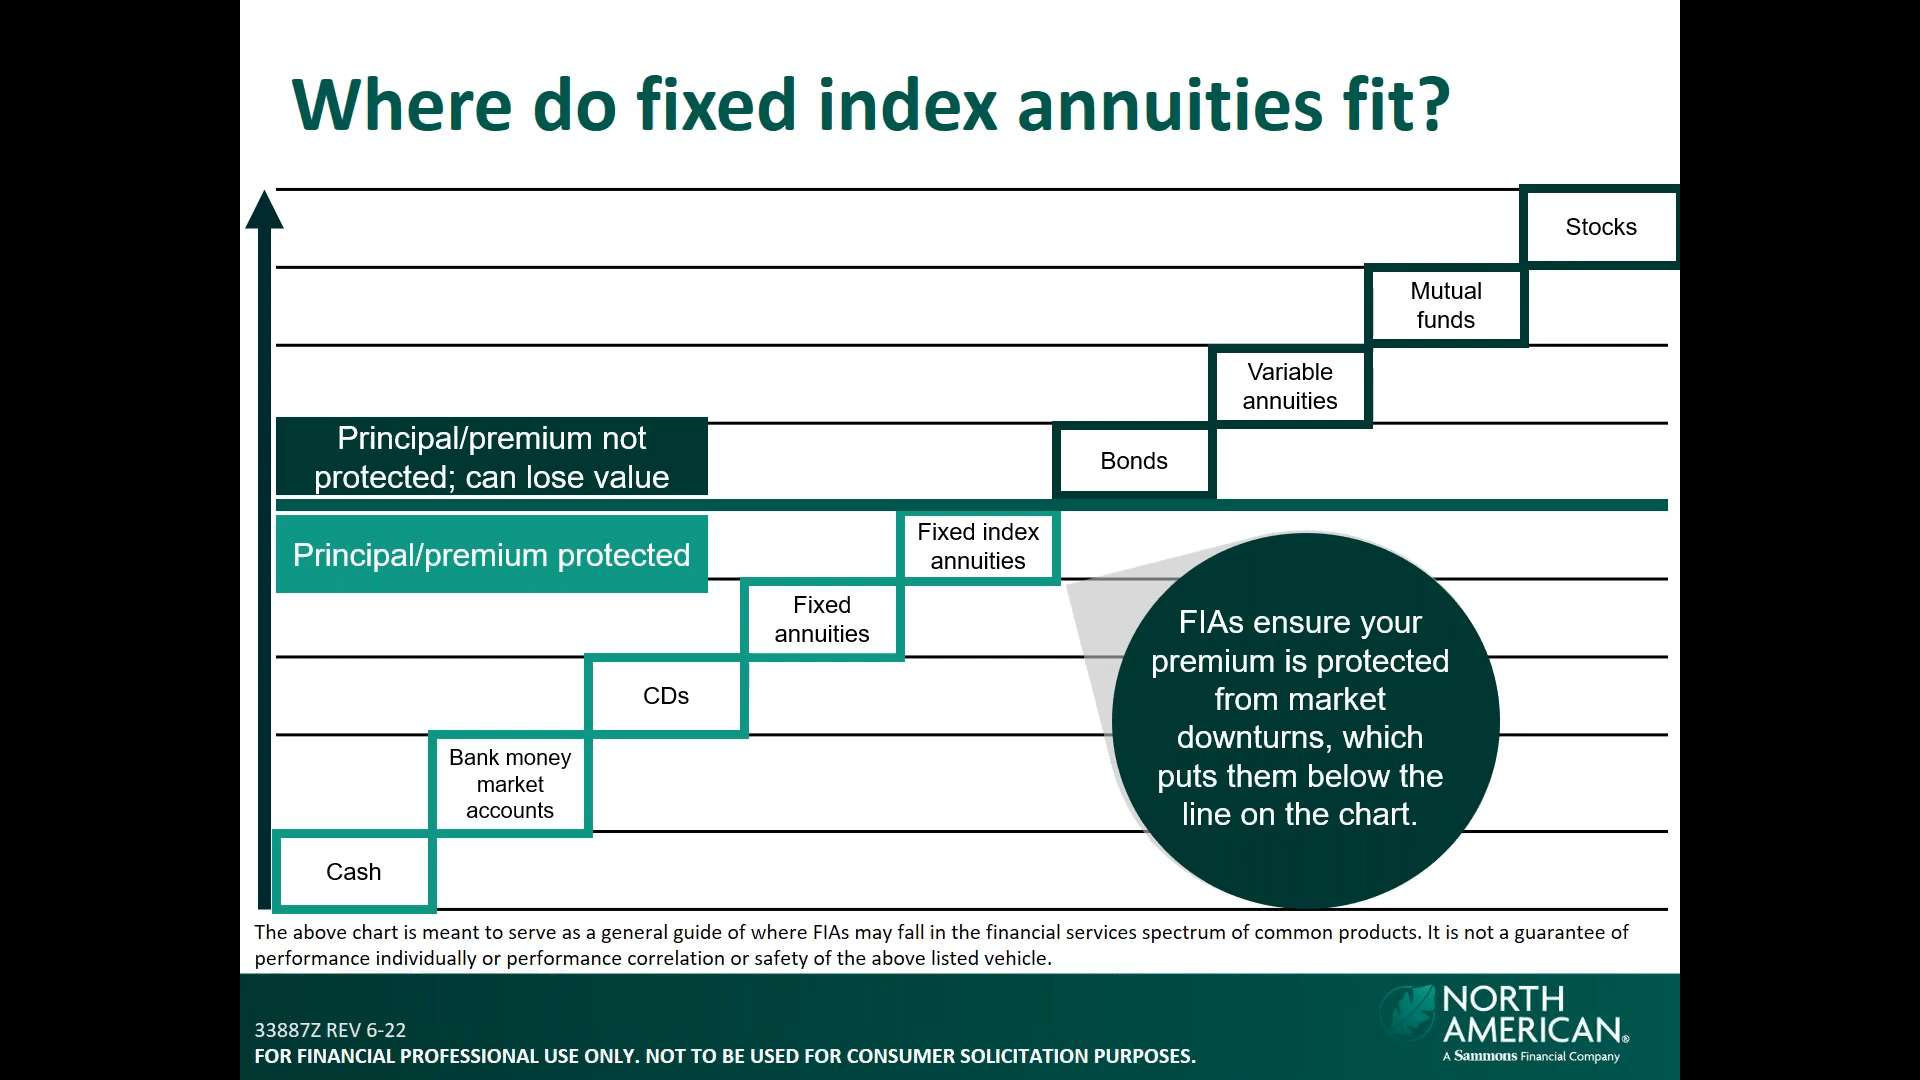 Where do fixed index annuities fit?
Stocks
Mutual
funds
Variable
annuities
Principal/premium not
protected; can lose value
Bonds
Principal/premium protected
Fixed index
annuities
Fixed
annuities
CDs
Bank money
market
accounts
Cash
FIAs ensure your
premium is protected
from market
downturns, which
puts them below the
line on the chart.
The above chart is meant to serve as a general guide of where FIAs may fall in the financial services spectrum of common products. It is not a guarantee of
performance individually or performance correlation or safety of the above listed vehicle.
33887Z REV 6-22
FOR FINANCIAL PROFESSIONAL USE ONLY. NOT TO BE USED FOR CONSUMER SOLICITATION PURPOSES.
NORTH
AMERICAN®
A Sammons Financial Company